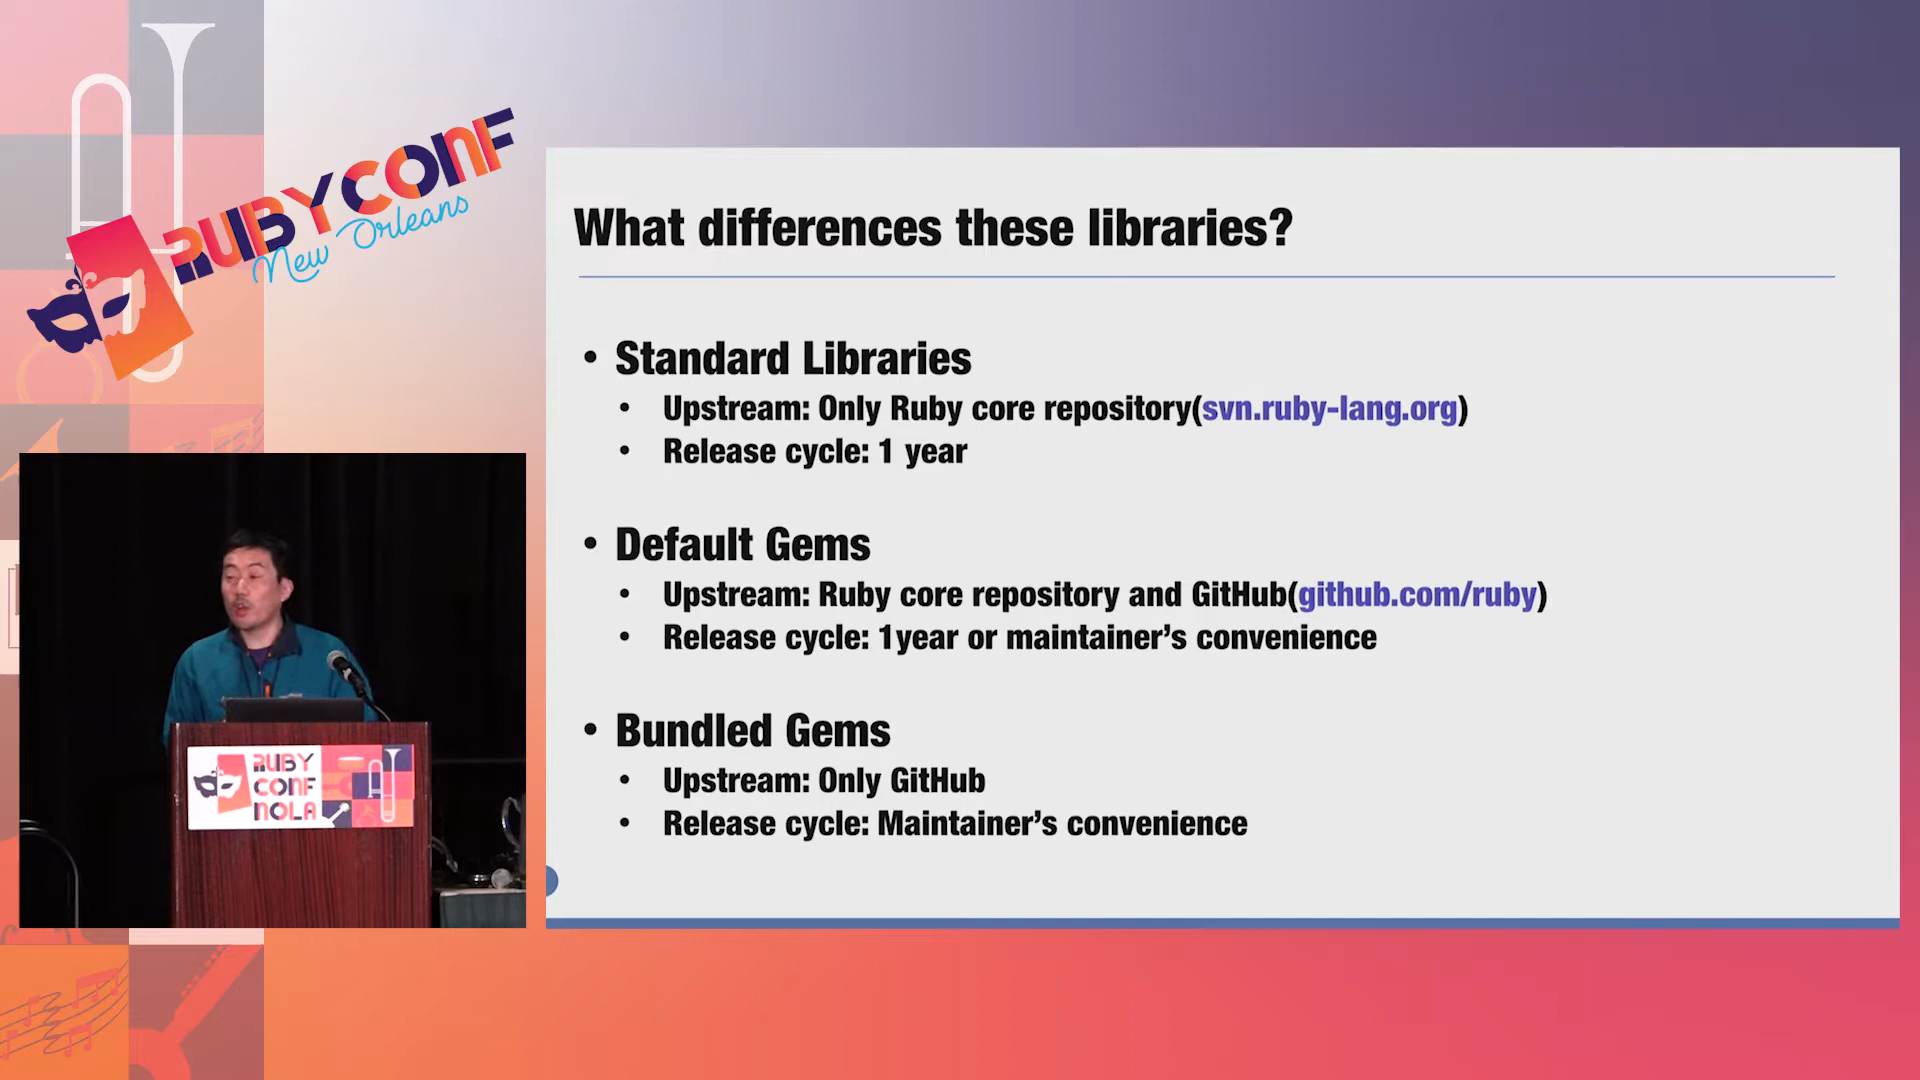 RUBYCONF
New Orleans
What differences these libraries?
• Standard Libraries
• Upstream: Only Ruby core repository(svn.ruby-lang.org)
• Release cycle: 1 year
• Default Gems
• Upstream: Ruby core repository and GitHub(github.com/ruby)
• Release cycle: 1year or maintainer's convenience
• Bundled Gems
• Upstream: Only GitHub
• Release cycle: Maintainer's convenience
RUBY
CONF
NOLA